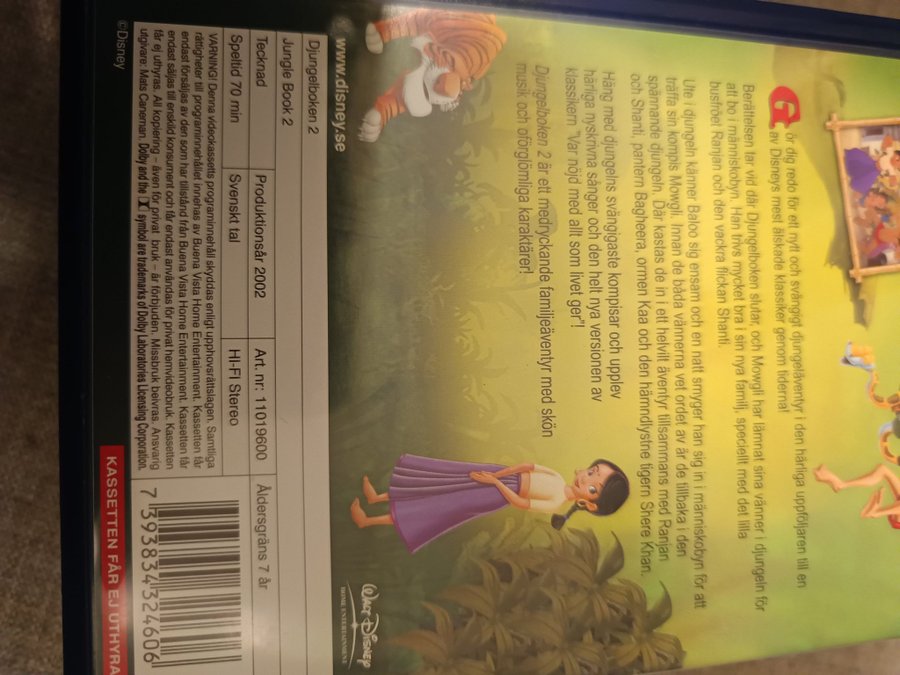 Gör dig redo för ett nytt och svängigt djungeläventyr i den härliga uppföljaren till en
av Disneys mest älskade klassiker genom tiderna!
Berättelsen tar vid där Djungelboken slutar, och Mowgli har lämnat sina vänner i djungeln för
att bo i människobyn. Han trivs mycket bra i sin nya familj, speciellt med det lilla
busfröet Ranjan och den vackra flickan Shanti.
Ute i djungeln känner Baloo sig ensam och en natt smyger han sig in i människobyn för att
träffa sin kompis Mowgli. Innan de båda vännerna vet ordet av är de tillbaka i den
spännande djungeln. Där kastas de in i ett helvilt äventyr tillsammans med Ranjan
och Shanti, pantern Bagheera, ormen Kaa och den hämndlystne tigern Shere Khan.
Häng med djungelns svängigaste kompisar och upplev
härliga nyskrivna sånger och den helt nya versionen av
klassikern "Var nöjd med allt som livet ger"!
Djungelboken 2 är ett medryckande familjeäventyr med skön
musik och oförglömliga karaktärer!
www.disney.se
WALT DISNEY
HOME ENTERTAINMENT
Djungelboken 2
Jungle Book 2
Tecknad Produktionsår 2002 Art. nr: 11019600 Åldersgräns 7 år
Speltid 70 min Svenskt tal HI-FI Stereo
VARNING! Denna videokassetts programinnehåll skyddas enligt upphovsrättslagen. Samtliga
rättigheter till programinnehållet innehas av Buena Vista Home Entertainment. Kassetten får
endast försäljas av den som har tillstånd från Buena Vista Home Entertainment. Kassetten får
endast säljas till enskild konsument och får endast användas för privat hemvideobruk. Kassetten
får ej uthyras. All kopiering – även för privat bruk – är förbjuden. Missbruk beivras. Ansvarig
utgivare: Mats Caneman. Dolby and the symbol are trademarks of Dolby Laboratories Licensing Corporation.
7 393834 324606
©Disney
KASSETTEN FÅR EJ UTHYRA